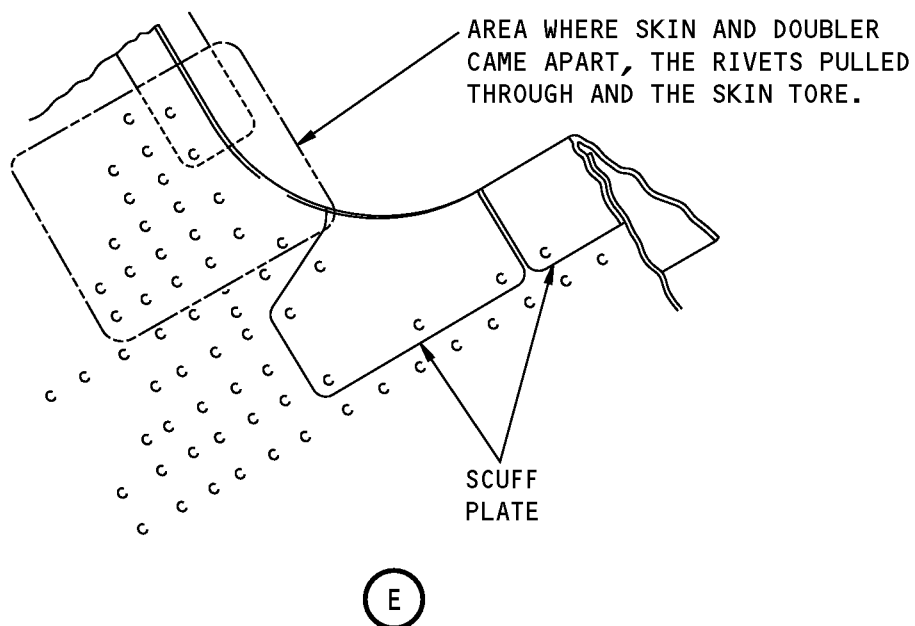 AREA WHERE SKIN AND DOUBLER
CAME APART, THE RIVETS PULLED
THROUGH AND THE SKIN TORE.
SCUFF
PLATE
E